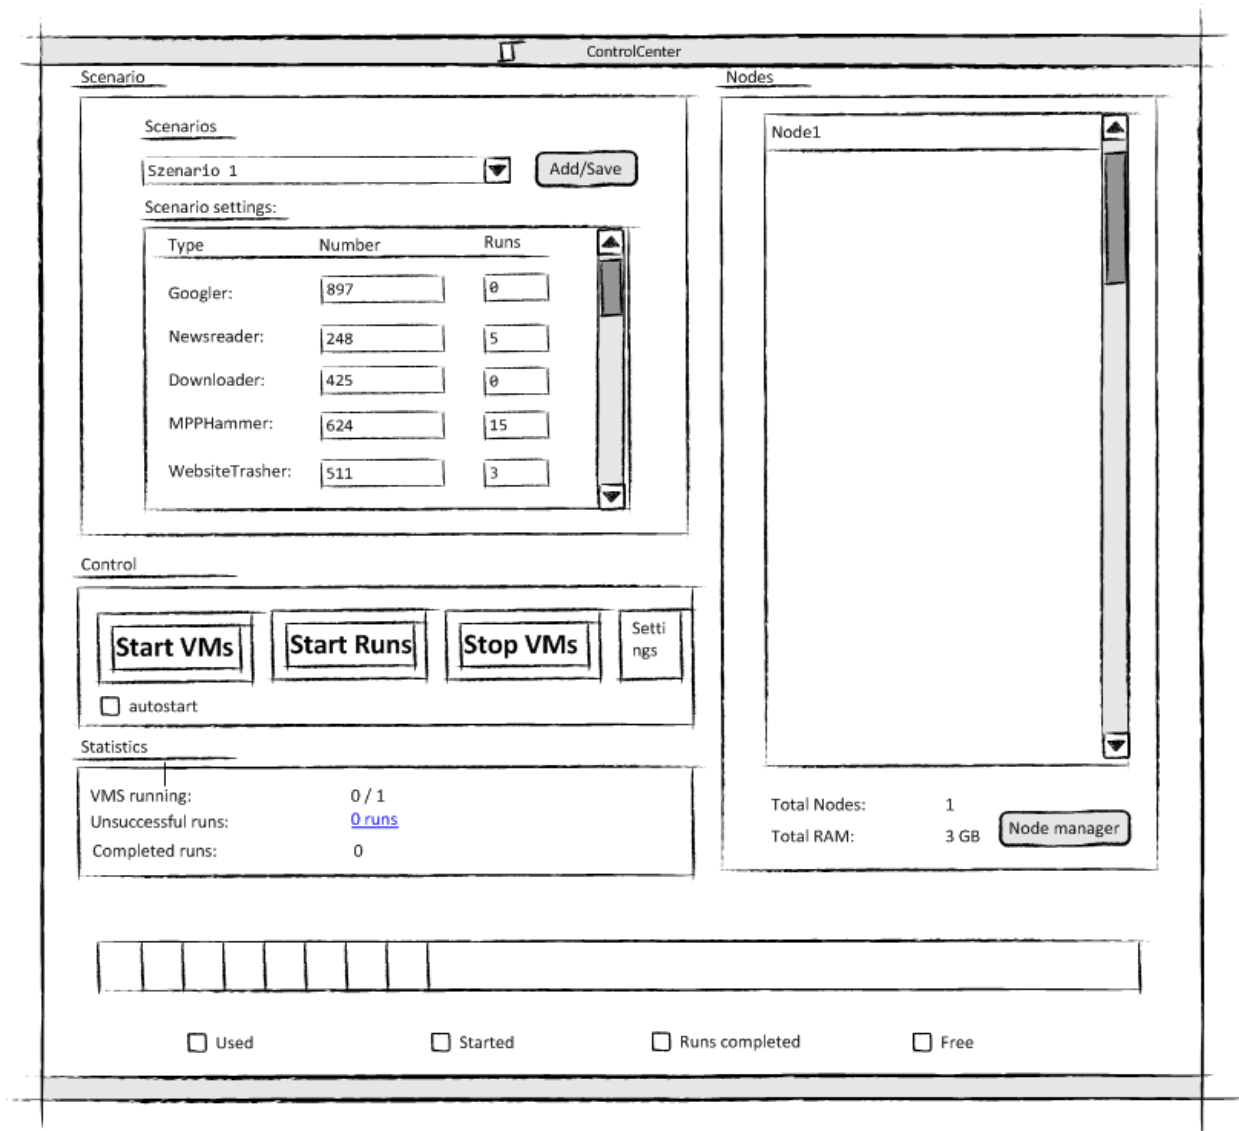 ControlCenter
Scenario
Scenarios
Szenario 1
Add/Save
Scenario settings:
Type Number Runs
Googler: 897 0
Newsreader: 248 5
Downloader: 425 0
MPPHammer: 624 15
WebsiteTrasher: 511 3
Control
Start VMs
Start Runs
Stop VMs
Setti
ngs
autostart
Statistics
VMS running: 0 / 1
Unsuccessful runs: 0 runs
Completed runs: 0
Nodes
Node1
Total Nodes: 1
Total RAM: 3 GB
Node manager
Used
Started
Runs completed
Free